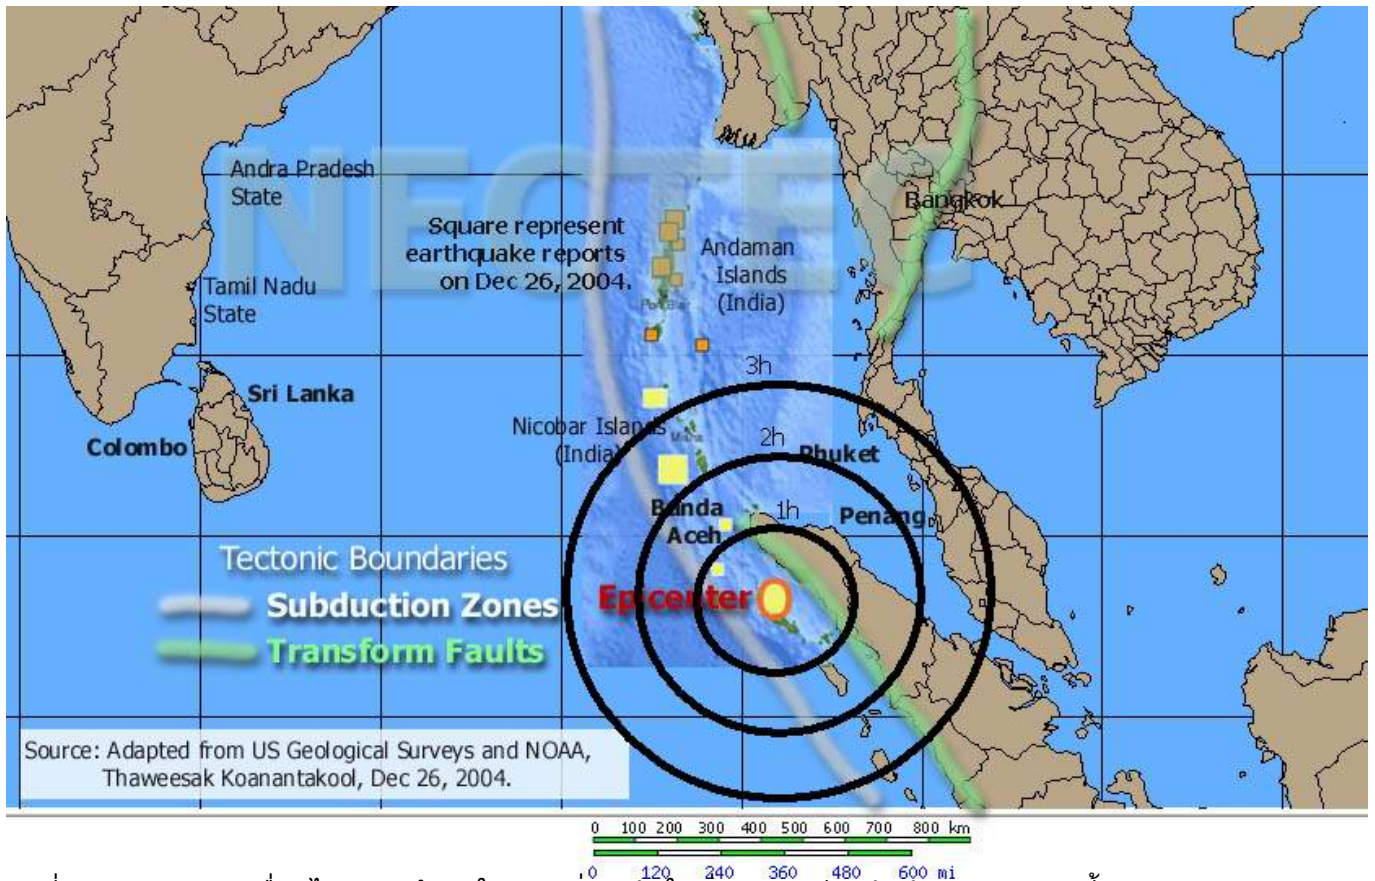 NECTEC
Andra Pradesh
State
Bangkok
Square represent
earthquake reports
on Dec 26, 2004.
Andaman
Islands
(India)
Tamil Nadu
State
3h
Sri Lanka
Nicobar Islands
(India)
2h
Colombo
Phuket
1h
Banda
Aceh
Penang
Tectonic Boundaries
Epicenter
Subduction Zones
Transform Faults
Source: Adapted from US Geological Surveys and NOAA,
Thaweesak Koanantakool, Dec 26, 2004.
0 100 200 300 400 500 600 700 800 km
0 120 240 360 480 600 mi